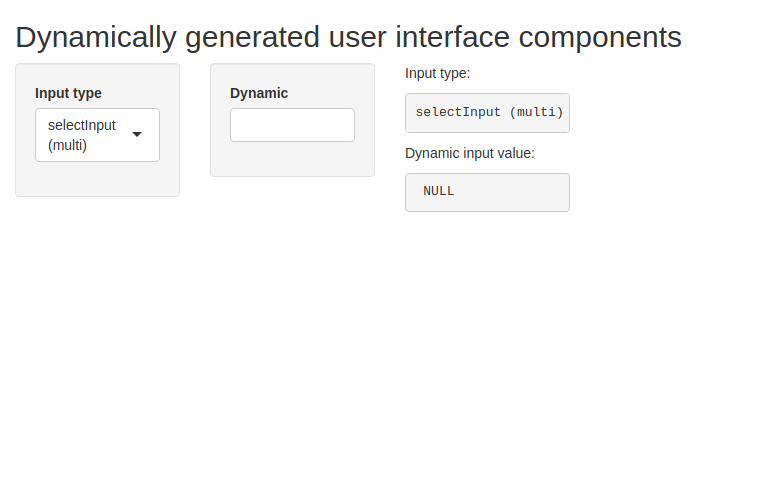 Dynamically generated user interface components
Input type
selectInput
(multi)
Dynamic
Input type:
selectInput (multi)
Dynamic input value:
NULL